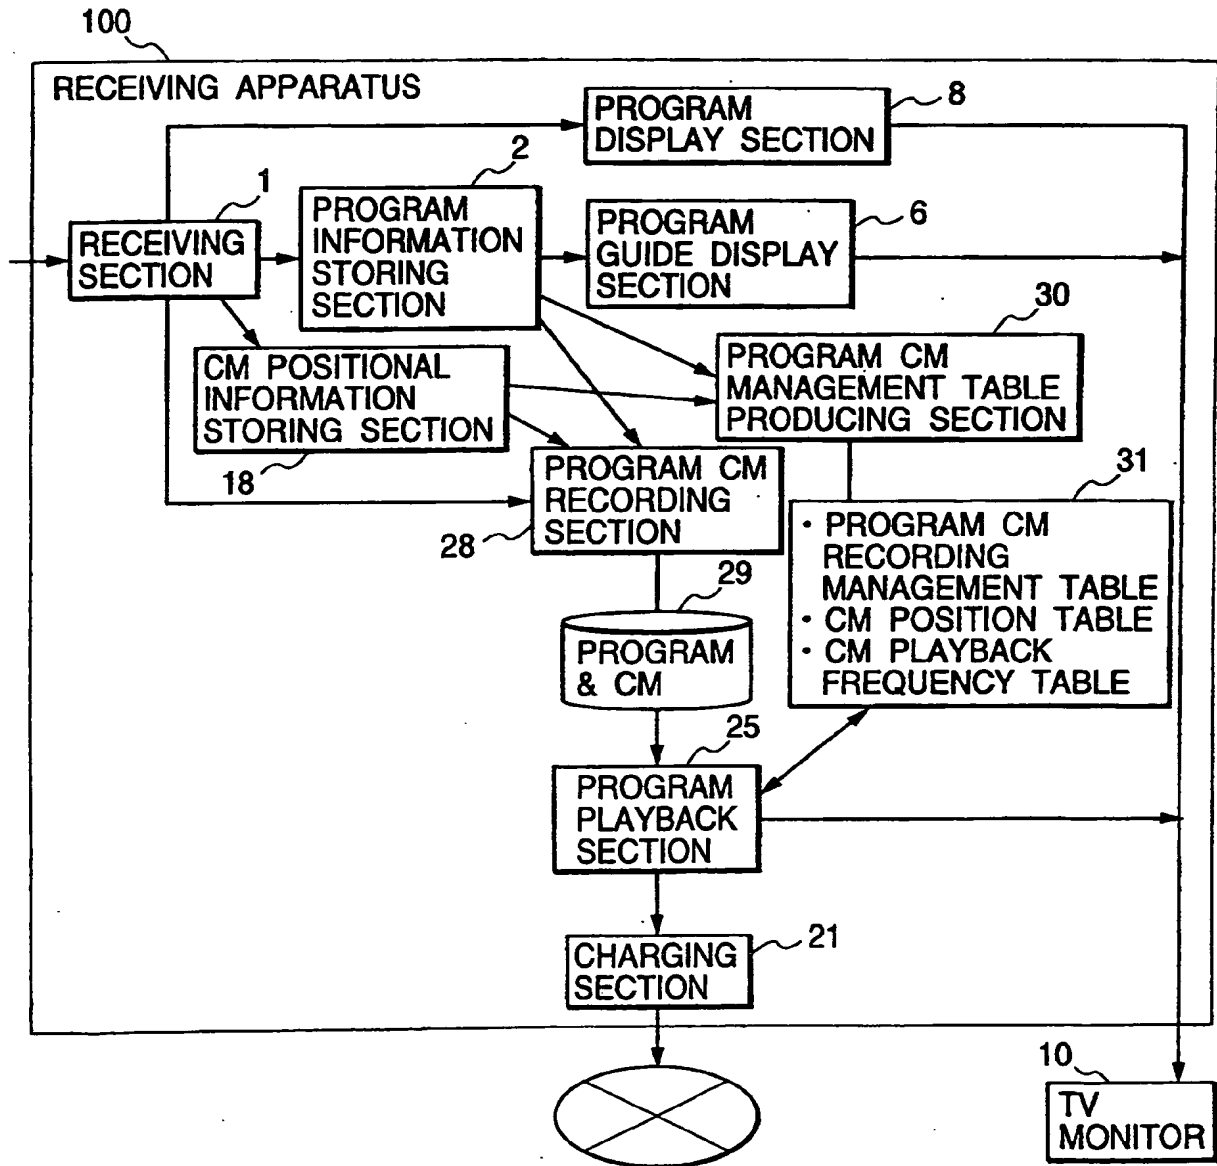 100
RECEIVING APPARATUS
8
PROGRAM
DISPLAY SECTION
2
PROGRAM
INFORMATION
STORING
SECTION
1
RECEIVING
SECTION
6
PROGRAM
GUIDE DISPLAY
SECTION
30
PROGRAM CM
MANAGEMENT TABLE
PRODUCING SECTION
CM POSITIONAL
INFORMATION
STORING SECTION
18
PROGRAM CM
RECORDING
SECTION
28
31
· PROGRAM CM
RECORDING
MANAGEMENT TABLE
· CM POSITION TABLE
· CM PLAYBACK
FREQUENCY TABLE
29
PROGRAM
& CM
25
PROGRAM
PLAYBACK
SECTION
21
CHARGING
SECTION
10
TV
MONITOR